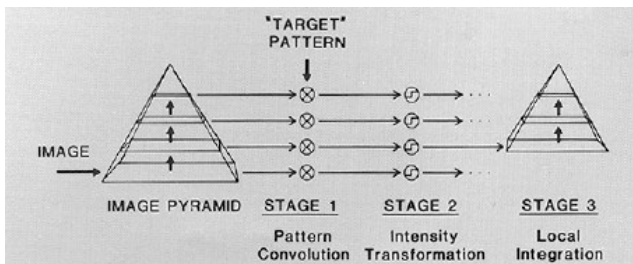 "TARGET"
PATTERN
IMAGE
IMAGE PYRAMID
STAGE 1
STAGE 2
STAGE 3
Pattern
Convolution
Intensity
Transformation
Local
Integration